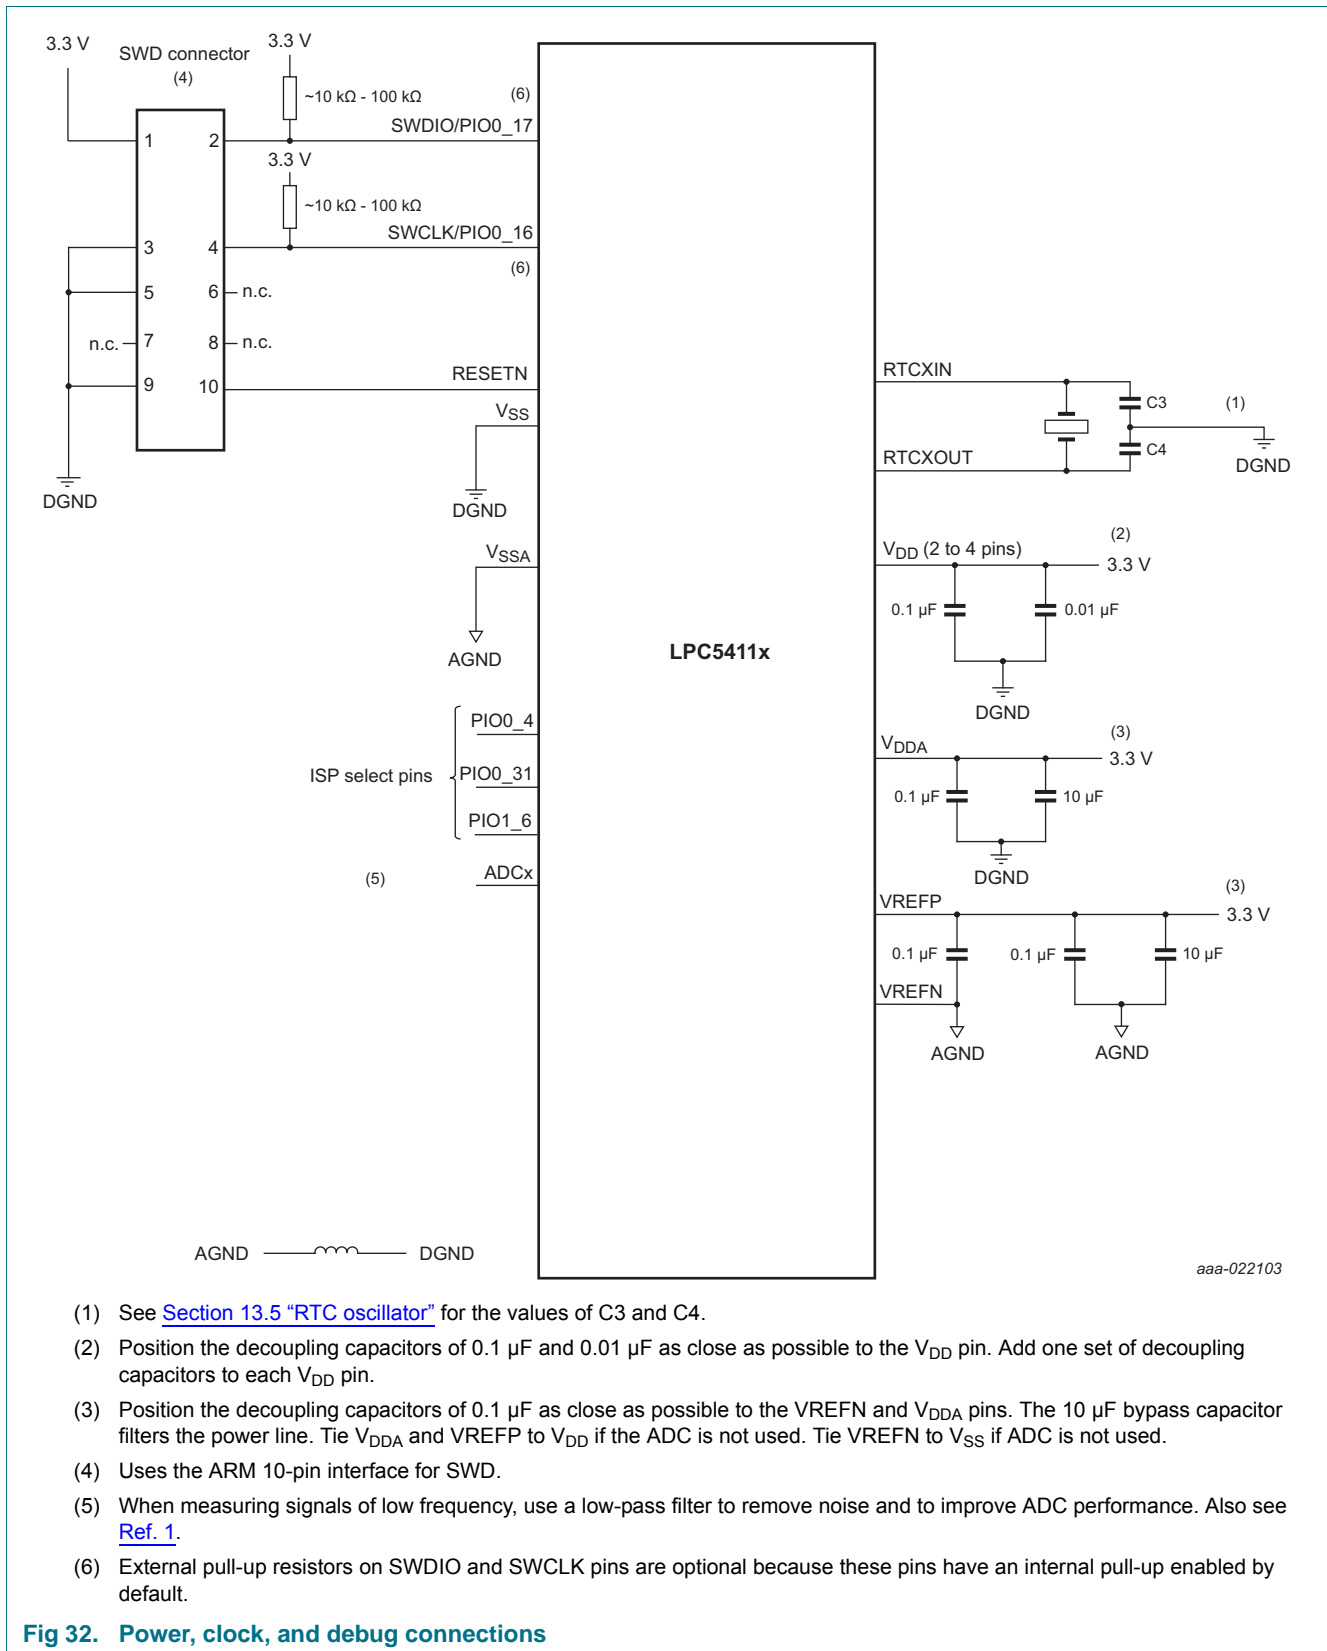 3.3 V
SWD connector
(4)
3.3 V
~10 kΩ - 100 kΩ
(6)
SWDIO/PIO0_17
1
2
3.3 V
~10 kΩ - 100 kΩ
SWCLK/PIO0_16
3
4
(6)
5
6
n.c.
n.c.
7
8
n.c.
9
10
RESETN
DGND
VSS
DGND
VSSA
AGND
LPC5411x
ISP select pins
PIO0_4
PIO0_31
PIO1_6
(5)
ADCx
RTCXIN
C3
(1)
C4
RTCXOUT
DGND
VDD (2 to 4 pins)
(2)
3.3 V
0.1 µF
0.01 µF
DGND
VDDA
(3)
3.3 V
0.1 µF
10 µF
DGND
VREFP
(3)
3.3 V
0.1 µF
0.1 µF
10 µF
VREFN
AGND
AGND
AGND
DGND
aaa-022103
(1) See Section 13.5 “RTC oscillator” for the values of C3 and C4.
(2) Position the decoupling capacitors of 0.1 µF and 0.01 µF as close as possible to the VDD pin. Add one set of decoupling
capacitors to each VDD pin.
(3) Position the decoupling capacitors of 0.1 µF as close as possible to the VREFN and VDDA pins. The 10 µF bypass capacitor
filters the power line. Tie VDDA and VREFP to VDD if the ADC is not used. Tie VREFN to VSS if ADC is not used.
(4) Uses the ARM 10-pin interface for SWD.
(5) When measuring signals of low frequency, use a low-pass filter to remove noise and to improve ADC performance. Also see
Ref. 1.
(6) External pull-up resistors on SWDIO and SWCLK pins are optional because these pins have an internal pull-up enabled by
default.
Fig 32. Power, clock, and debug connections